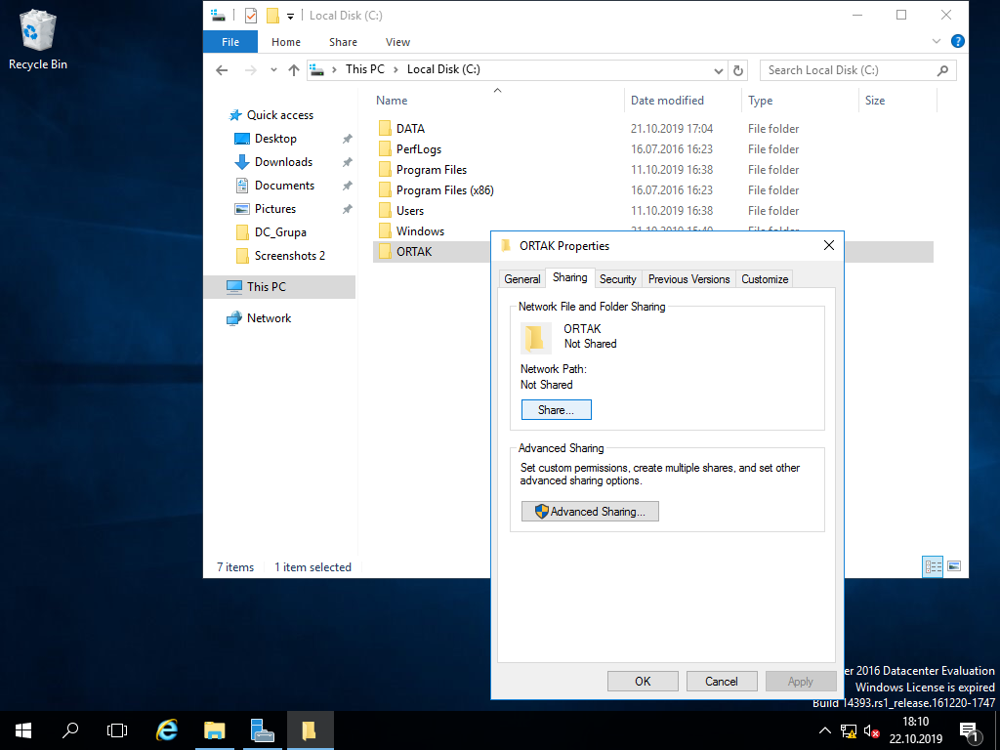 Recycle Bin
Local Disk (C:)
File Home Share View
This PC Local Disk (C:) Search Local Disk (C:)
Name Date modified Type Size
Quick access
Desktop
Downloads
Documents
Pictures
DC_Grupa
Screenshots 2
This PC
Network
DATA 21.10.2019 17:04 File folder
PerfLogs 16.07.2016 16:23 File folder
Program Files 11.10.2019 16:38 File folder
Program Files (x86) 16.07.2016 16:23 File folder
Users 11.10.2019 16:38 File folder
Windows
ORTAK
7 items 1 item selected
ORTAK Properties
General Sharing Security Previous Versions Customize
Network File and Folder Sharing
ORTAK
Not Shared
Network Path:
Not Shared
Share...
Advanced Sharing
Set custom permissions, create multiple shares, and set other
advanced sharing options.
Advanced Sharing...
OK Cancel Apply
2016 Datacenter Evaluation
Windows License is expired
Build 14393.rs1_release.161220-1747
18:10
22.10.2019
1